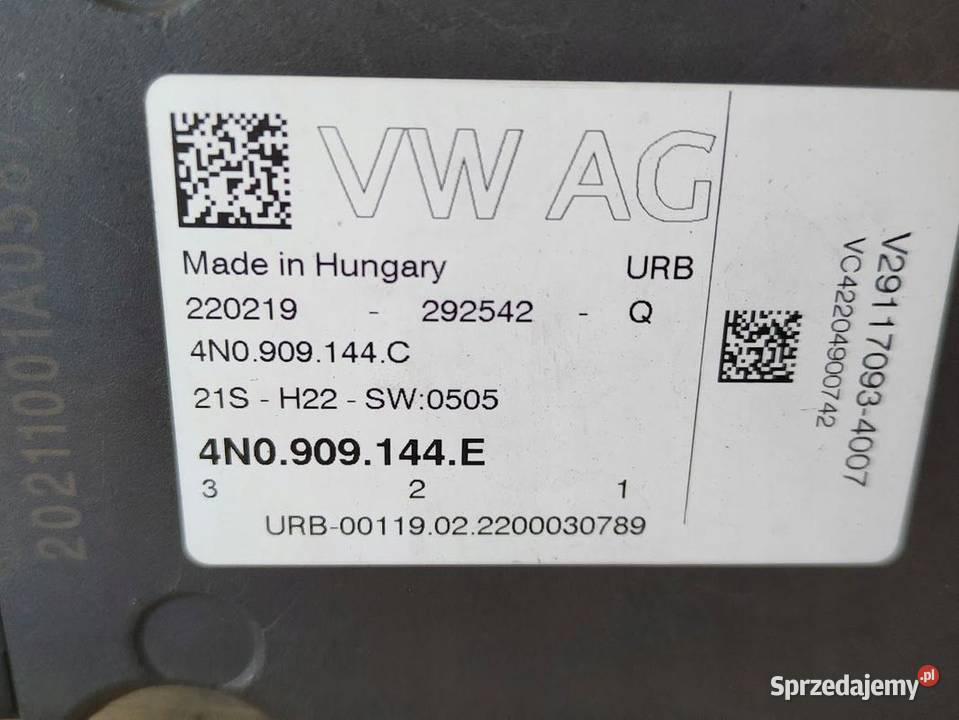 VW AG
Made in Hungary URB
220219 - 292542 - Q
4N0.909.144.C
21S - H22 - SW:0505
4N0.909.144.E
3 2 1
URB-00119.02.2200030789
V29117093-4007
VC42204900742
Sprzedajemy.pl